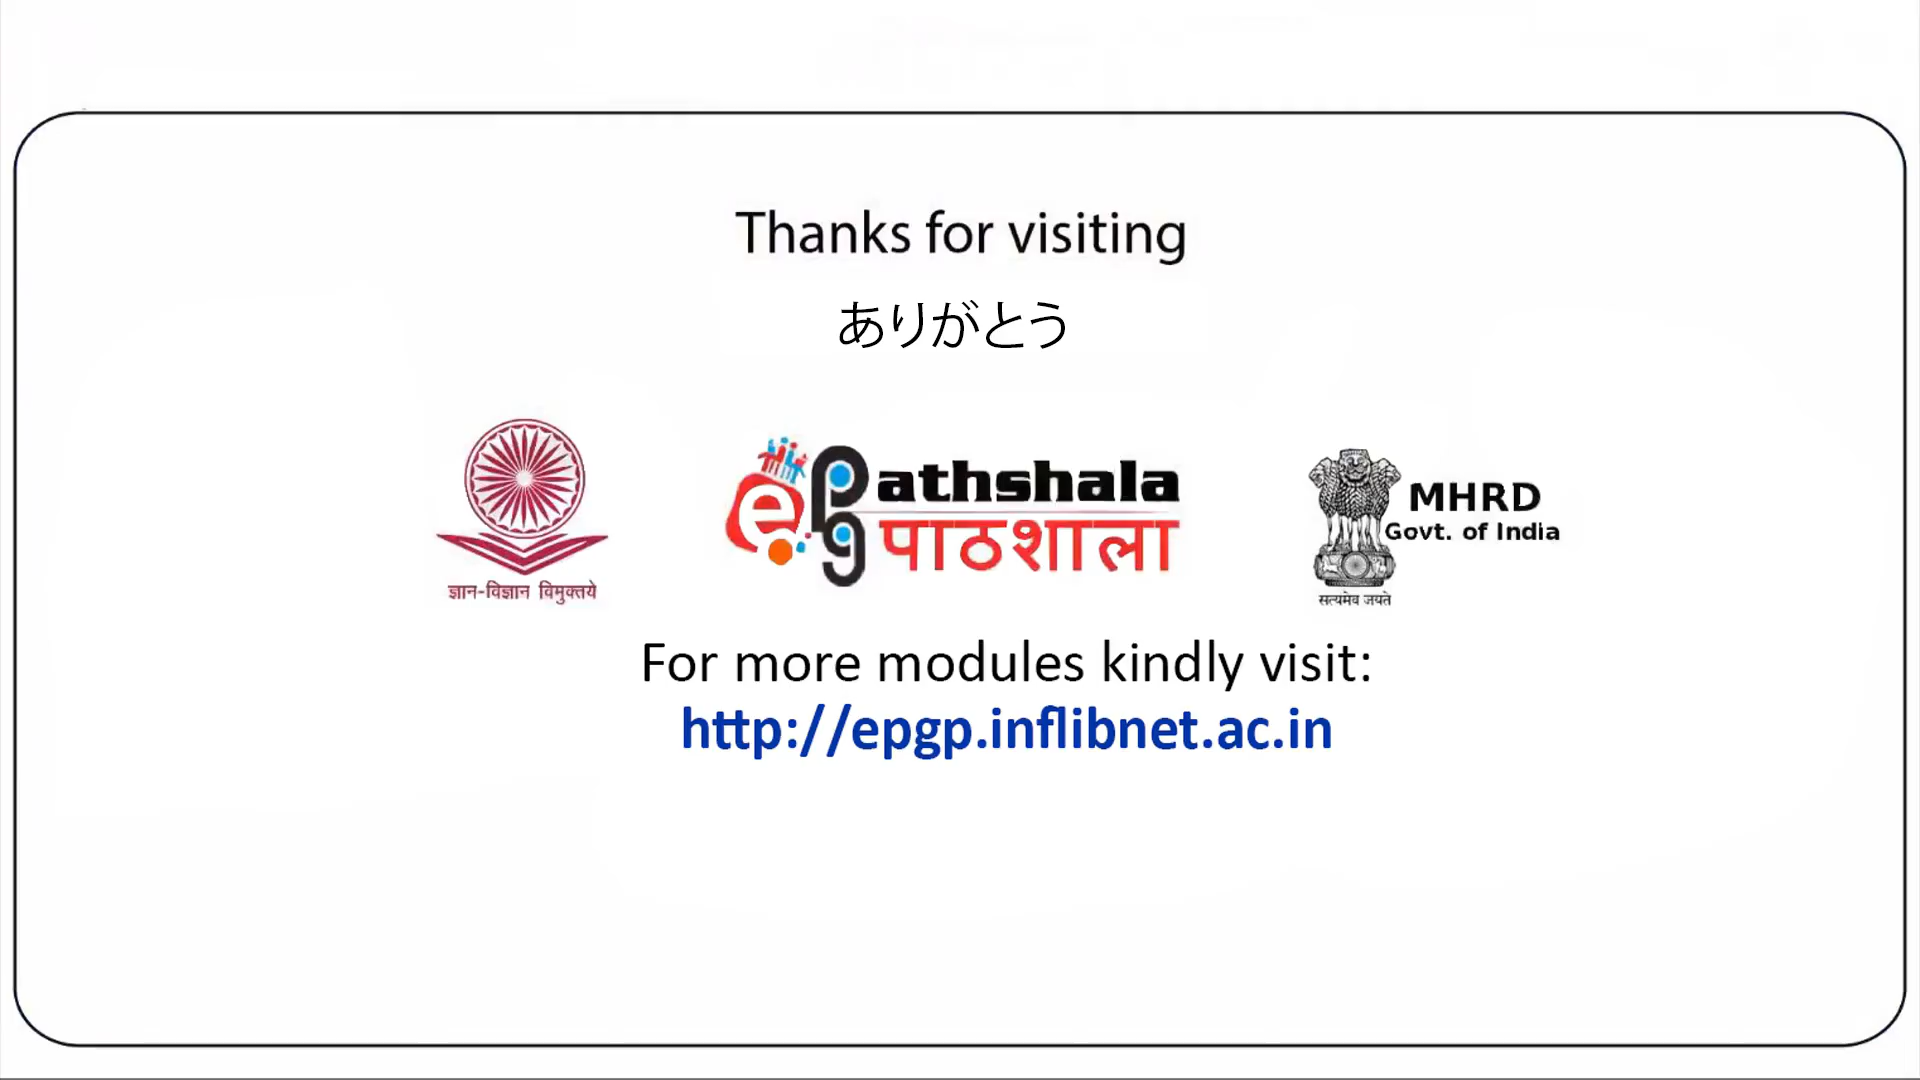 Thanks for visiting
ありがとう
ज्ञान-विज्ञान विमुक्तये
e Pg Pathshala
पाठशाला
MHRD
Govt. of India
सत्यमेव जयते
For more modules kindly visit:
http://epgp.inflibnet.ac.in